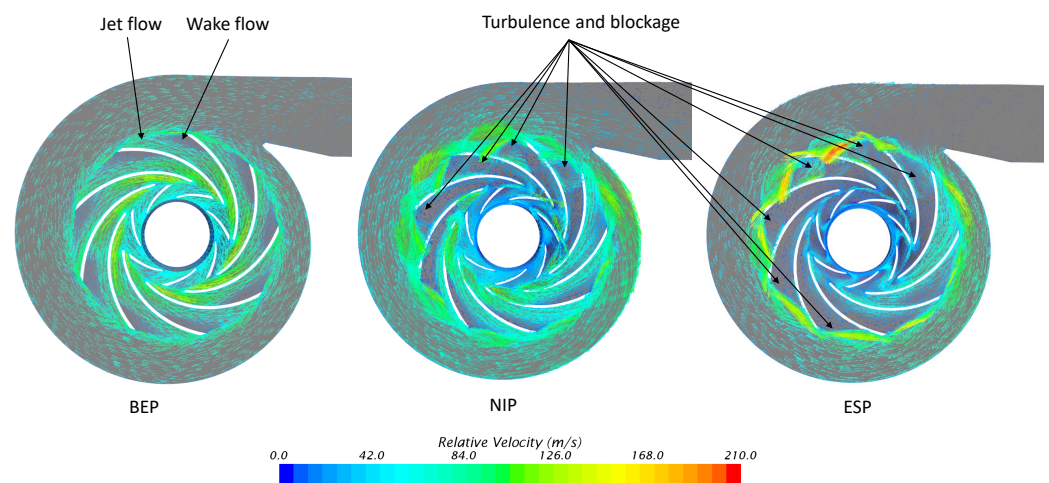 Jet flow
Wake flow
Turbulence and blockage
BEP
NIP
ESP
Relative Velocity (m/s)
0.0
42.0
84.0
126.0
168.0
210.0